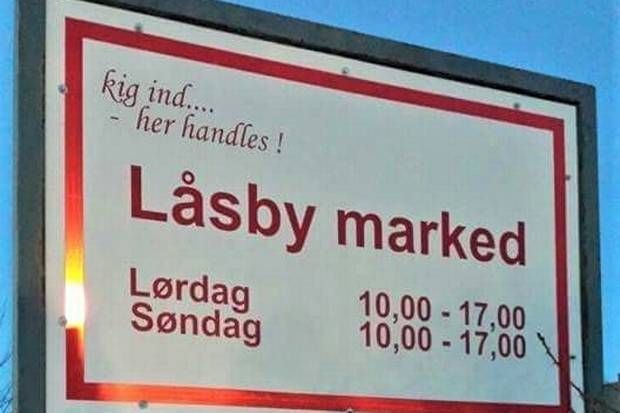 kig ind....
- her handles !
Låsby marked
Lørdag 10,00 - 17,00
Søndag 10,00 - 17,00